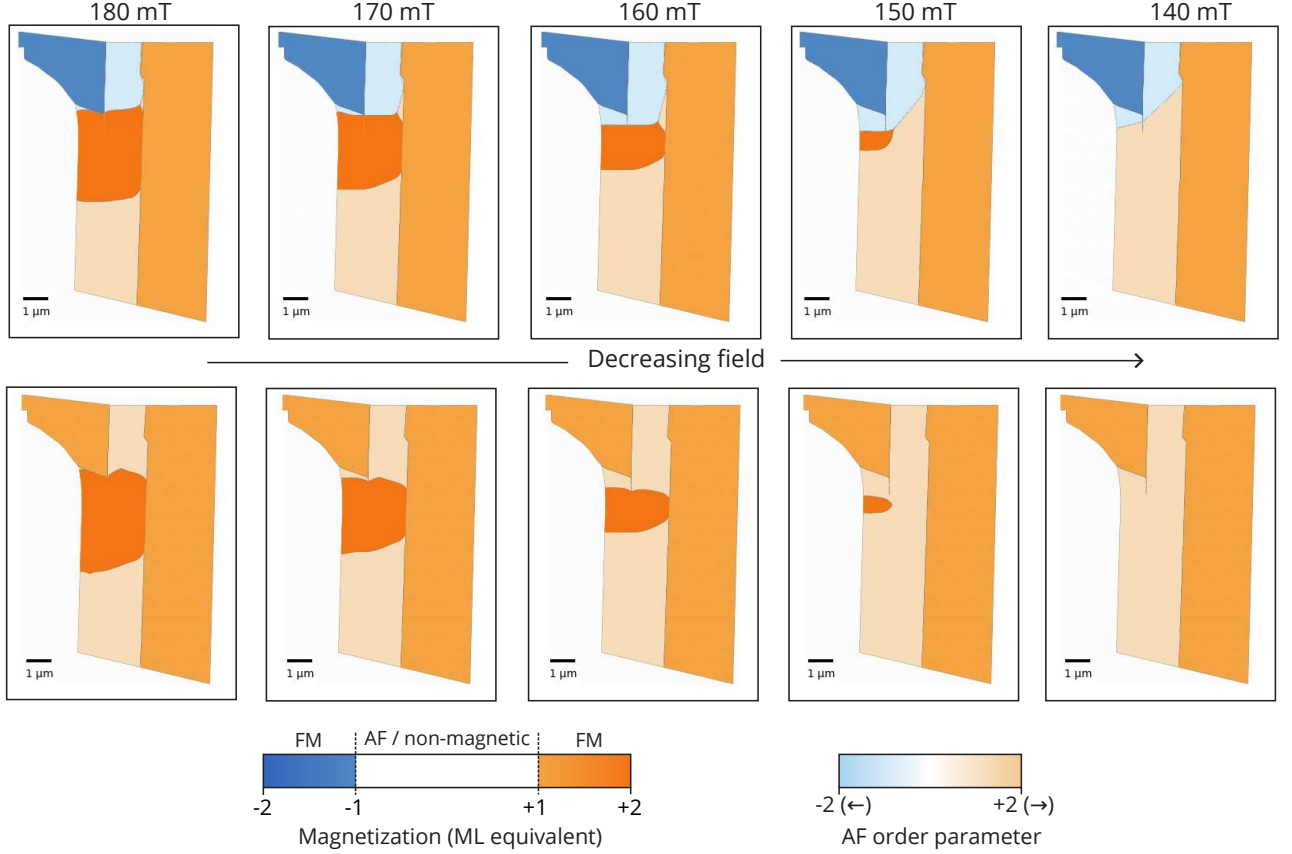 180 mT 170 mT 160 mT 150 mT 140 mT
1 μm 1 μm 1 μm 1 μm 1 μm
Decreasing field
1 μm 1 μm 1 μm 1 μm 1 μm
FM AF / non-magnetic FM
-2 -1 +1 +2 -2 (←) +2 (→)
Magnetization (ML equivalent) AF order parameter